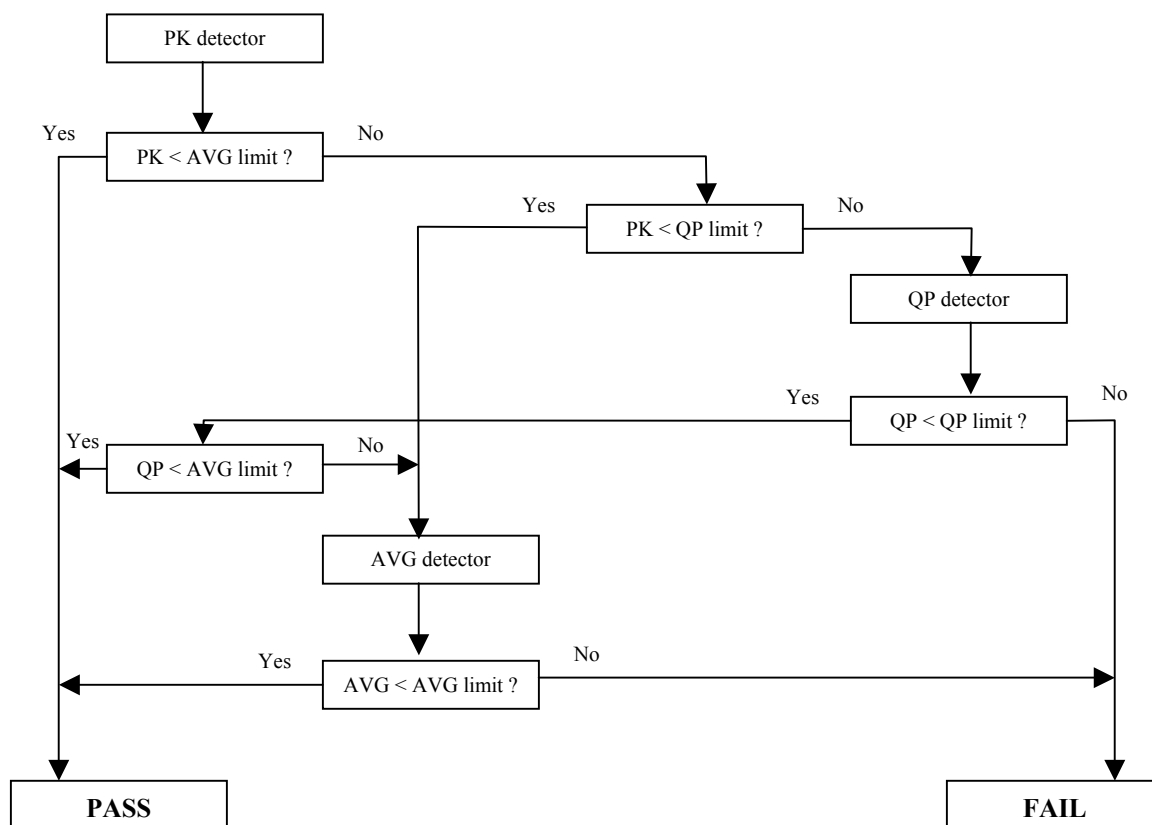 PK detector
Yes
No
PK < AVG limit ?
Yes
No
PK < QP limit ?
QP detector
Yes
No
QP < QP limit ?
Yes
No
QP < AVG limit ?
AVG detector
Yes
No
AVG < AVG limit ?
PASS
FAIL